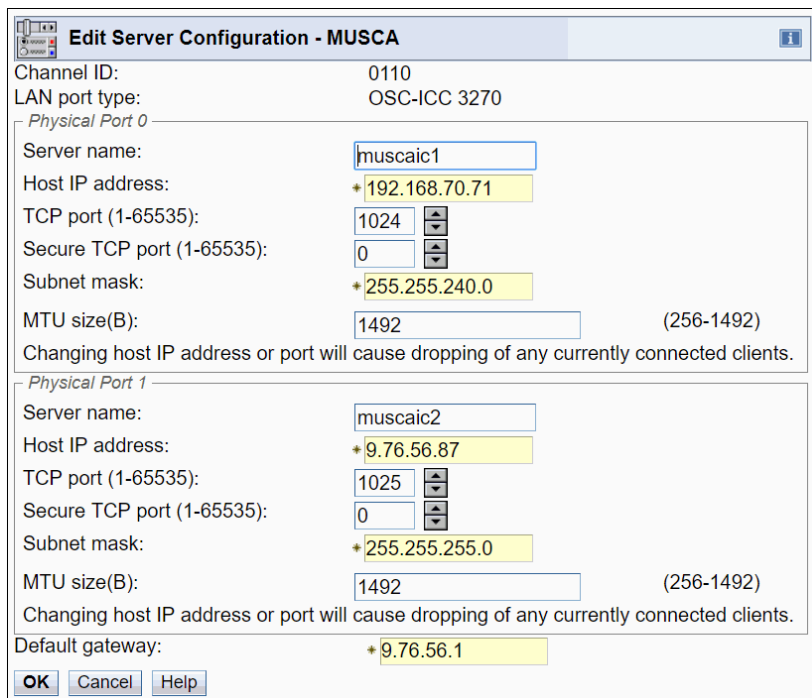 Edit Server Configuration - MUSCA i
Channel ID: 0110
LAN port type: OSC-ICC 3270
Physical Port 0
Server name: muscaic1
Host IP address: 192.168.70.71
TCP port (1-65535): 1024
Secure TCP port (1-65535): 0
Subnet mask: 255.255.240.0
MTU size(B): 1492 (256-1492)
Changing host IP address or port will cause dropping of any currently connected clients.
Physical Port 1
Server name: muscaic2
Host IP address: 9.76.56.87
TCP port (1-65535): 1025
Secure TCP port (1-65535): 0
Subnet mask: 255.255.255.0
MTU size(B): 1492 (256-1492)
Changing host IP address or port will cause dropping of any currently connected clients.
Default gateway: 9.76.56.1
OK Cancel Help